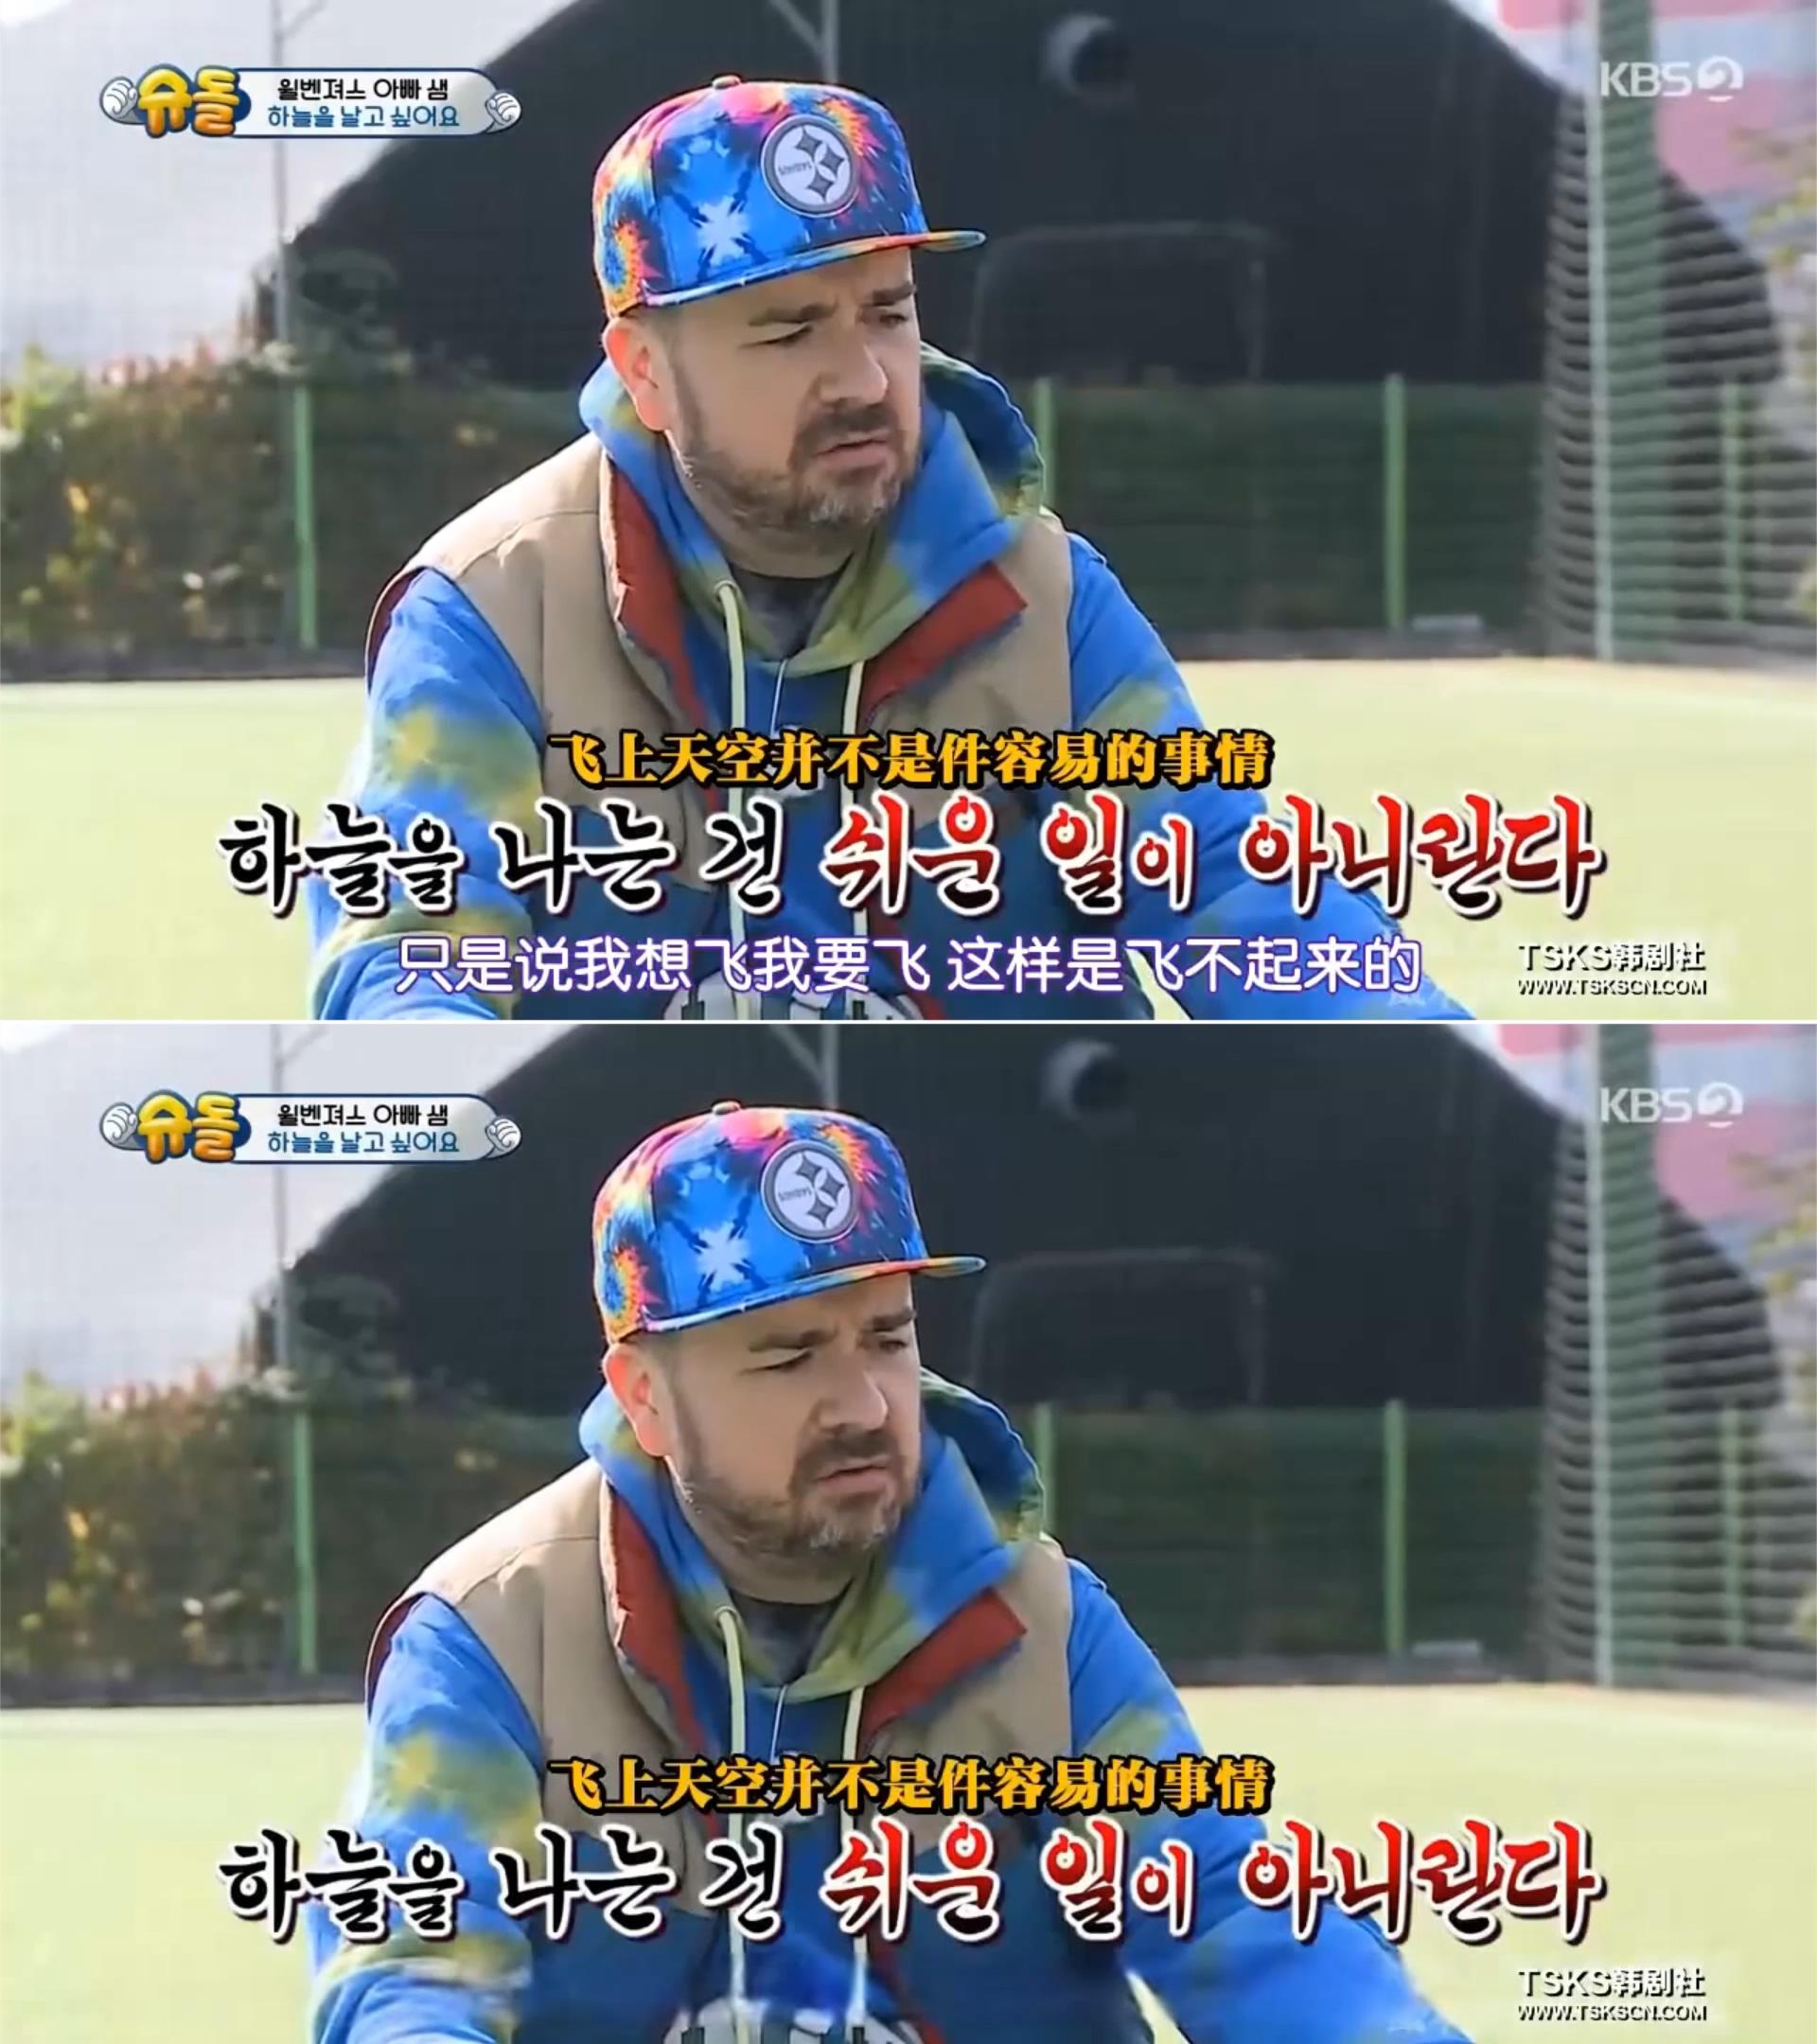 슈돌
윌벤져스 아빠 샘
하늘을 날고 싶어요
KBS2
飞上天空并不是件容易的事情
하늘을 나는 건 쉬운 일이 아니란다
只是说我想飞我要飞 这样是飞不起来的
TSKS韩剧社
WWW.TSKSCN.COM
슈돌
윌벤져스 아빠 샘
하늘을 날고 싶어요
KBS2
飞上天空并不是件容易的事情
하늘을 나는 건 쉬운 일이 아니란다
TSKS韩剧社
WWW.TSKSCN.COM